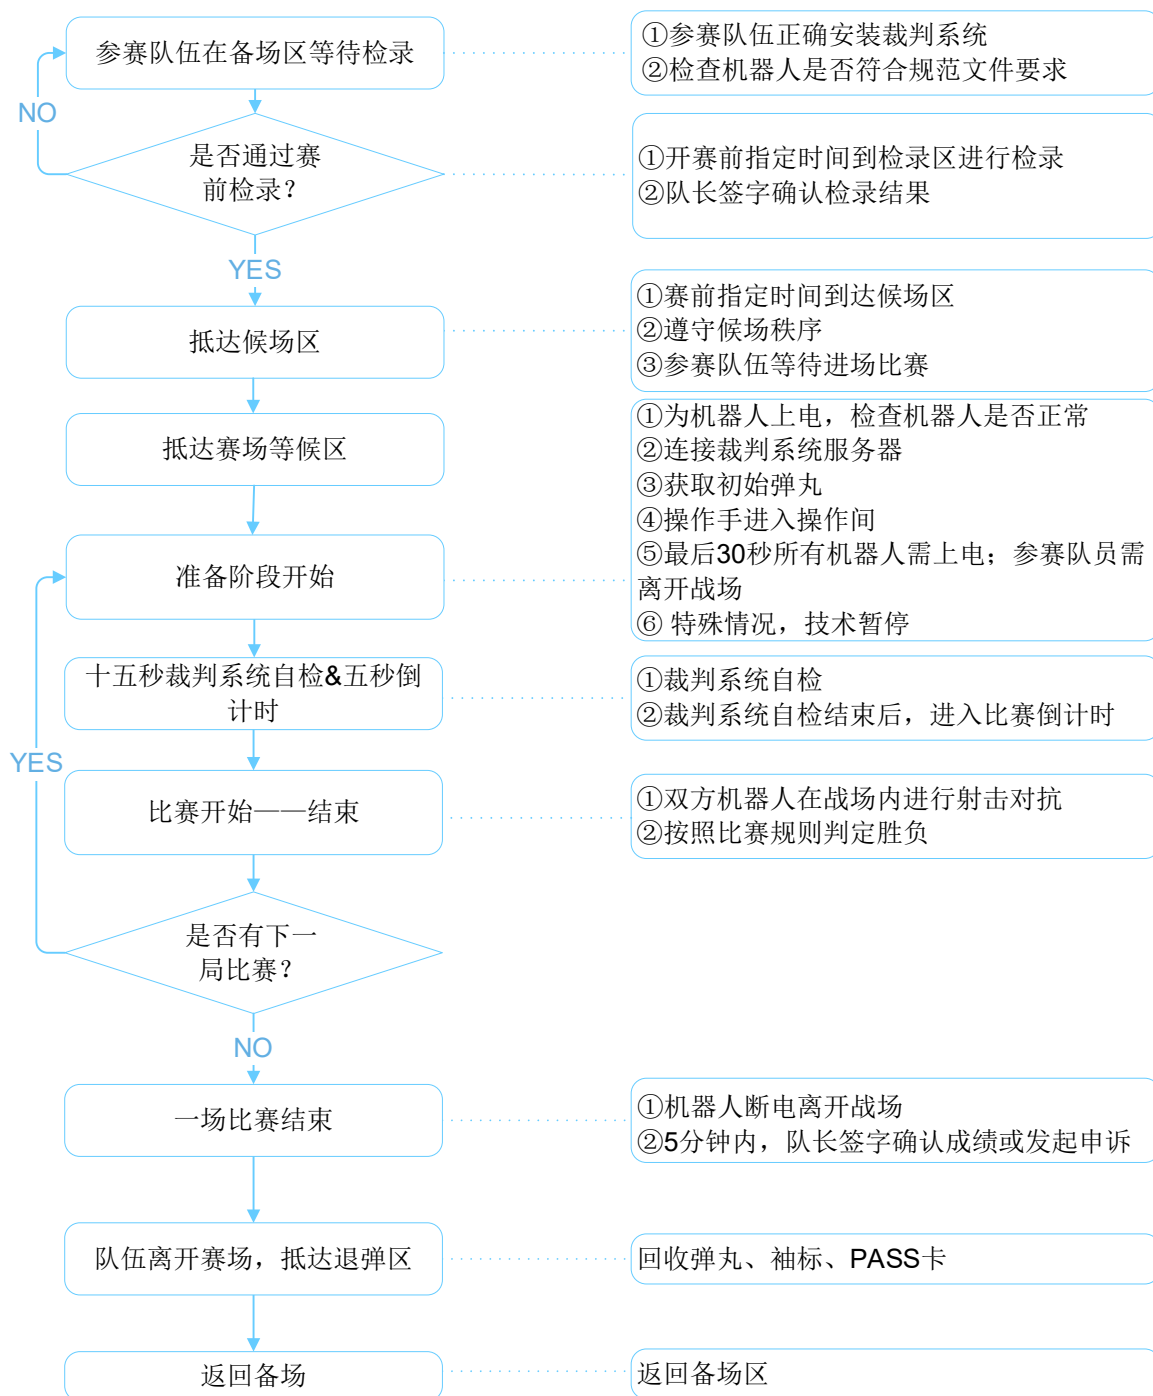 参赛队伍在备场区等待检录
①参赛队伍正确安装裁判系统
②检查机器人是否符合规范文件要求
NO
是否通过赛
前检录?
①开赛前指定时间到检录区进行检录
②队长签字确认检录结果
YES
抵达候场区
①赛前指定时间到达候场区
②遵守候场秩序
③参赛队伍等待进场比赛
抵达赛场等候区
①为机器人上电，检查机器人是否正常
②连接裁判系统服务器
③获取初始弹丸
④操作手进入操作间
⑤最后30秒所有机器人需上电；参赛队员需
离开战场
⑥ 特殊情况，技术暂停
准备阶段开始
十五秒裁判系统自检&五秒倒
计时
①裁判系统自检
②裁判系统自检结束后，进入比赛倒计时
YES
比赛开始——结束
①双方机器人在战场内进行射击对抗
②按照比赛规则判定胜负
是否有下一
局比赛?
NO
一场比赛结束
①机器人断电离开战场
②5分钟内，队长签字确认成绩或发起申诉
队伍离开赛场，抵达退弹区
回收弹丸、袖标、PASS卡
返回备场
返回备场区